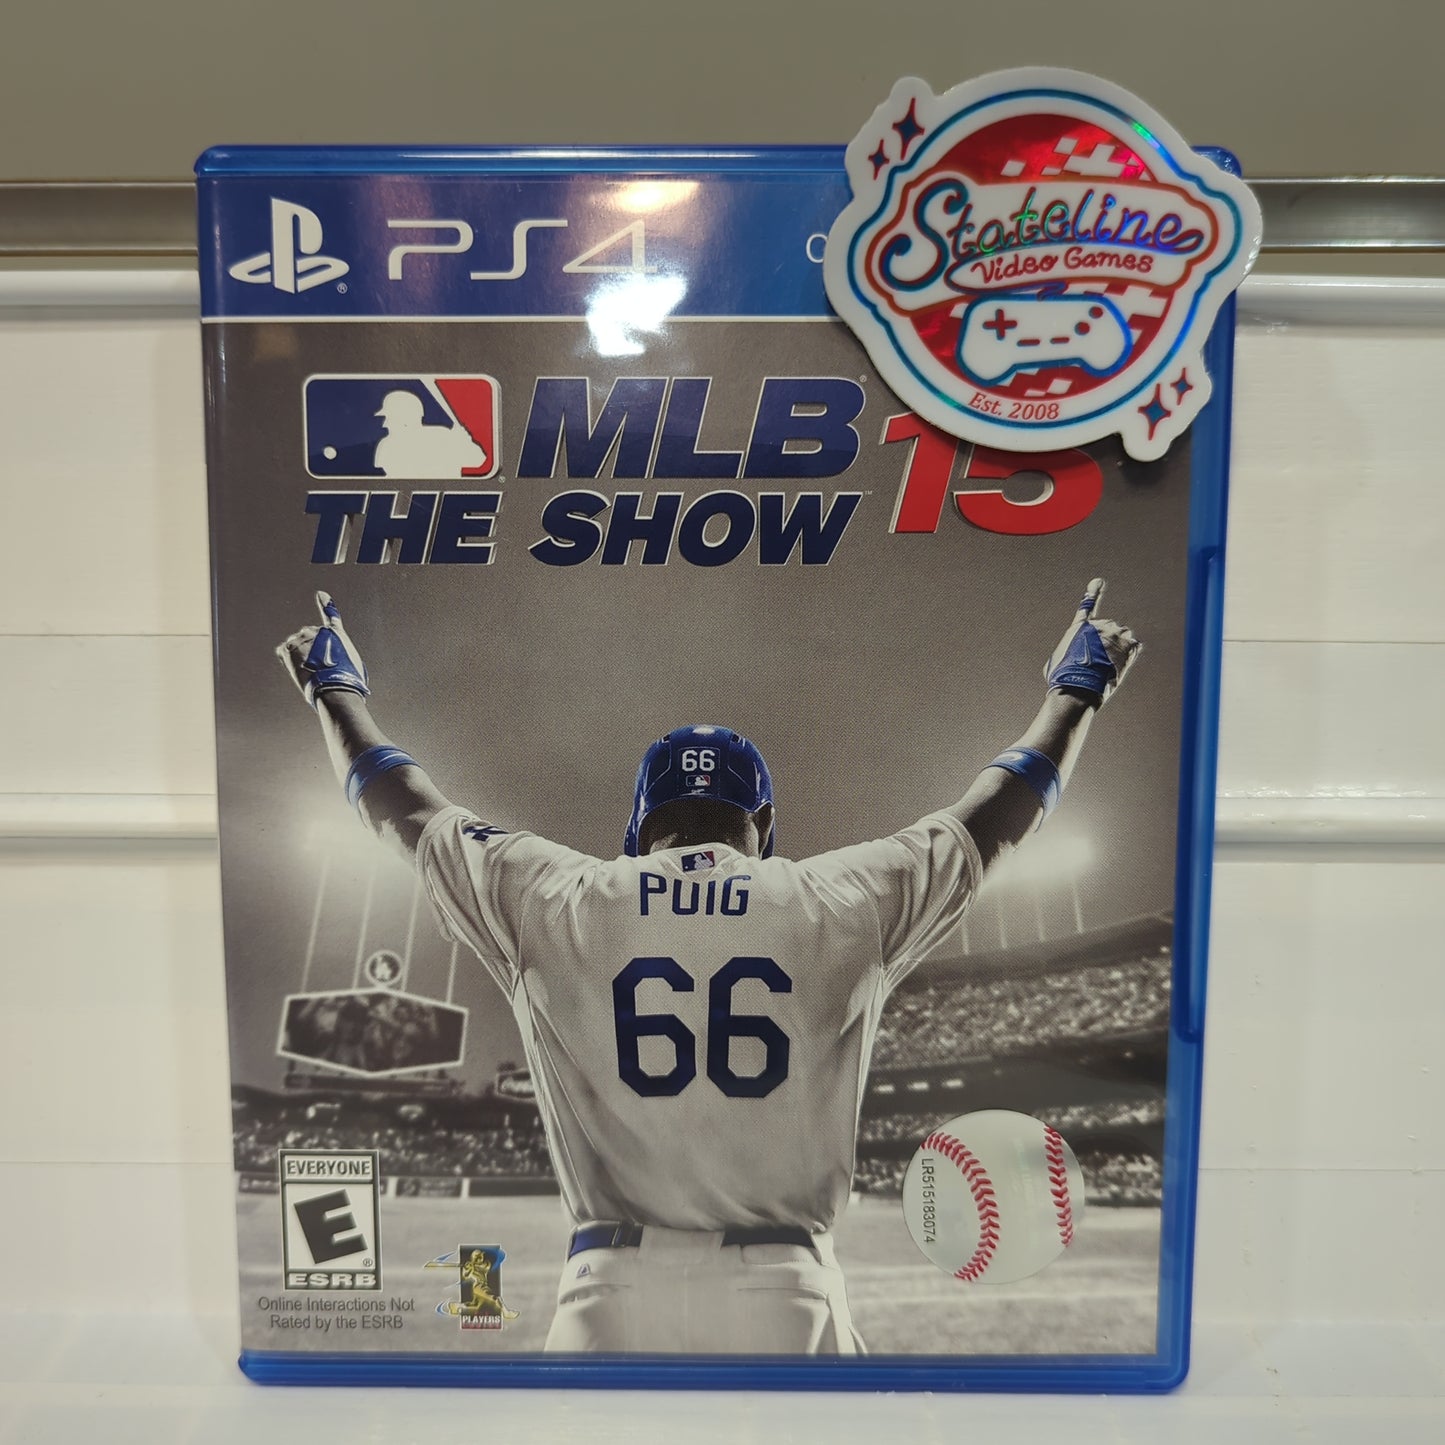 PS4
Stateline
Video Games
Est. 2008
MLB 15
THE SHOW
66
PUIG
66
LR515183074
EVERYONE
E
ESRB
Online Interactions Not
Rated by the ESRB
PLAYERS